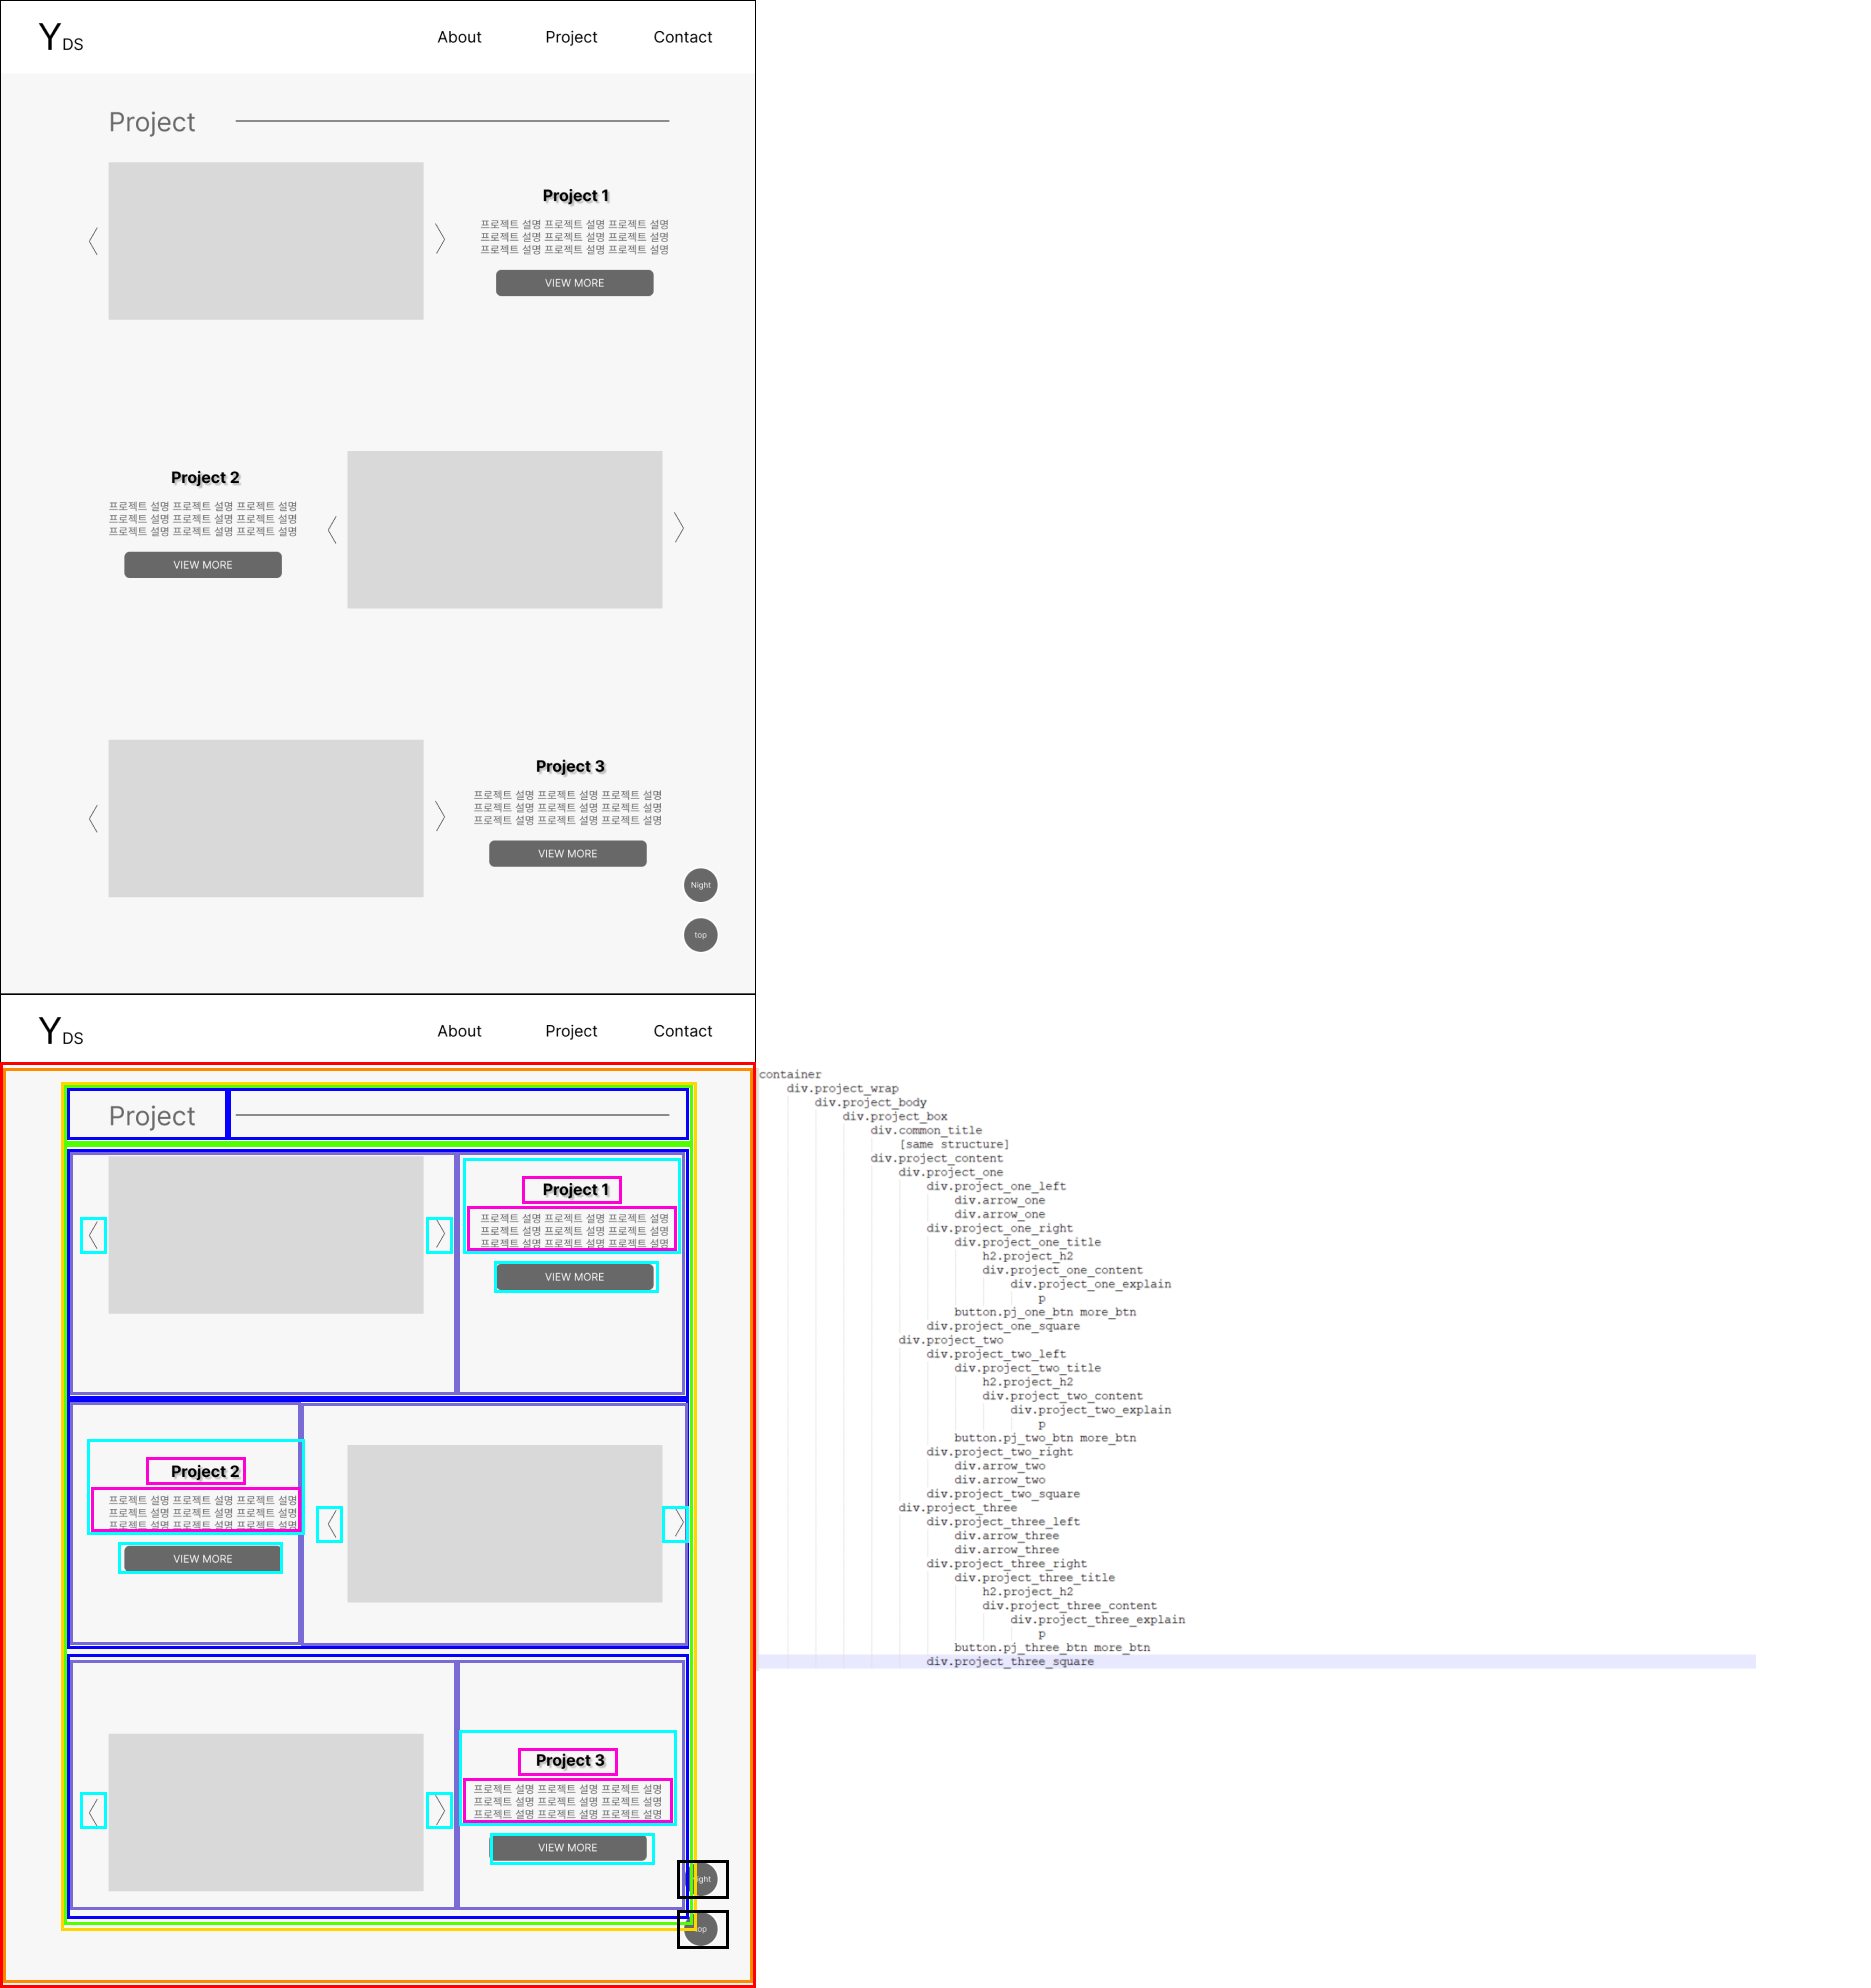 YDS About Project Contact
Project
Project 1
프로젝트 설명 프로젝트 설명 프로젝트 설명
프로젝트 설명 프로젝트 설명 프로젝트 설명
프로젝트 설명 프로젝트 설명 프로젝트 설명
VIEW MORE
Project 2
프로젝트 설명 프로젝트 설명 프로젝트 설명
프로젝트 설명 프로젝트 설명 프로젝트 설명
프로젝트 설명 프로젝트 설명 프로젝트 설명
VIEW MORE
Project 3
프로젝트 설명 프로젝트 설명 프로젝트 설명
프로젝트 설명 프로젝트 설명 프로젝트 설명
프로젝트 설명 프로젝트 설명 프로젝트 설명
VIEW MORE
Night
top
YDS About Project Contact
Project
Project 1
프로젝트 설명 프로젝트 설명 프로젝트 설명
프로젝트 설명 프로젝트 설명 프로젝트 설명
프로젝트 설명 프로젝트 설명 프로젝트 설명
VIEW MORE
Project 2
프로젝트 설명 프로젝트 설명 프로젝트 설명
프로젝트 설명 프로젝트 설명 프로젝트 설명
프로젝트 설명 프로젝트 설명 프로젝트 설명
VIEW MORE
Project 3
프로젝트 설명 프로젝트 설명 프로젝트 설명
프로젝트 설명 프로젝트 설명 프로젝트 설명
프로젝트 설명 프로젝트 설명 프로젝트 설명
VIEW MORE
container
div.project_wrap
div.project_body
div.project_box
div.common_title
[same structure]
div.project_content
div.project_one
div.project_one_left
div.arrow_one
div.arrow_one
div.project_one_right
div.project_one_title
h2.project_h2
div.project_one_content
div.project_one_explain
p
button.pj_one_btn more_btn
div.project_one_square
div.project_two
div.project_two_left
div.project_two_title
h2.project_h2
div.project_two_content
div.project_two_explain
p
button.pj_two_btn more_btn
div.project_two_right
div.arrow_two
div.arrow_two
div.project_two_square
div.project_three
div.project_three_left
div.arrow_three
div.arrow_three
div.project_three_right
div.project_three_title
h2.project_h2
div.project_three_content
div.project_three_explain
p
button.pj_three_btn more_btn
div.project_three_square